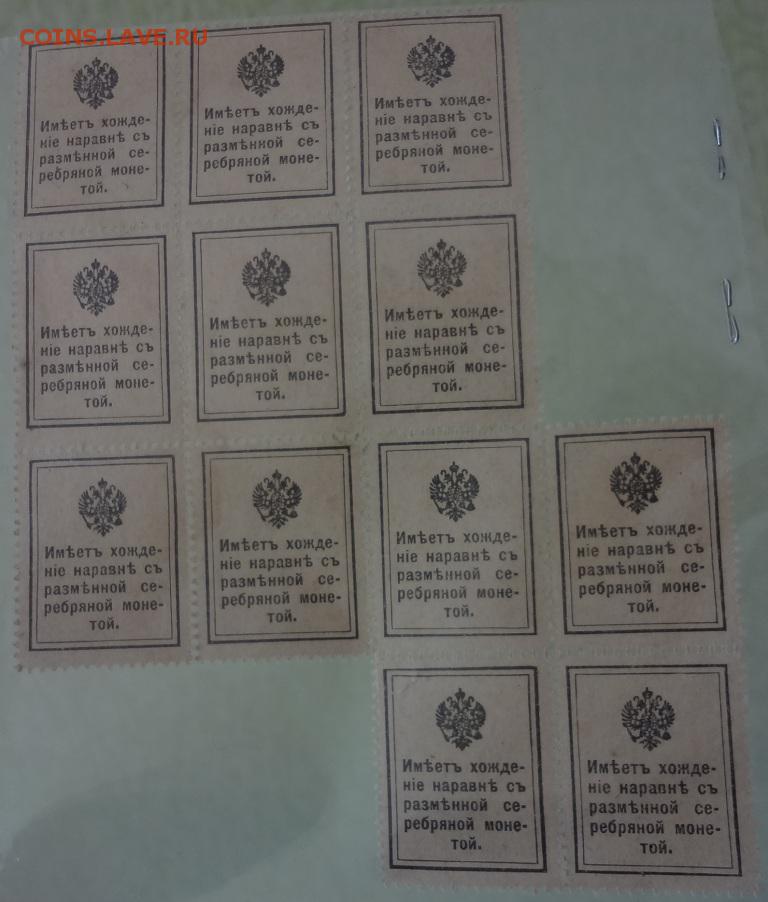 COINS.LAVE.РУ
Имѣетъ хожде-
ніе наравнѣ съ
размѣнной се-
ребряной моне-
той.
Имѣетъ хожде-
ніе наравнѣ съ
размѣнной се-
ребряной моне-
той.
Имѣетъ хожде-
ніе наравнѣ съ
размѣнной се-
ребряной моне-
той.
Имѣетъ хожде-
ніе наравнѣ съ
размѣнной се-
ребряной моне-
той.
Имѣетъ хожде-
ніе наравнѣ съ
размѣнной се-
ребряной моне-
той.
Имѣетъ хожде-
ніе наравнѣ съ
размѣнной се-
ребряной моне-
той.
Имѣетъ хожде-
ніе наравнѣ съ
размѣнной се-
ребряной моне-
той.
Имѣетъ хожде-
ніе наравнѣ съ
размѣнной се-
ребряной моне-
той.
Имѣетъ хожде-
ніе наравнѣ съ
размѣнной се-
ребряной моне-
той.
Имѣетъ хожде-
ніе наравнѣ съ
размѣнной се-
ребряной моне-
той.
Имѣетъ хожде-
ніе наравнѣ съ
размѣнной се-
ребряной моне-
той.
Имѣетъ хожде-
ніе наравнѣ съ
размѣнной се-
ребряной моне-
той.